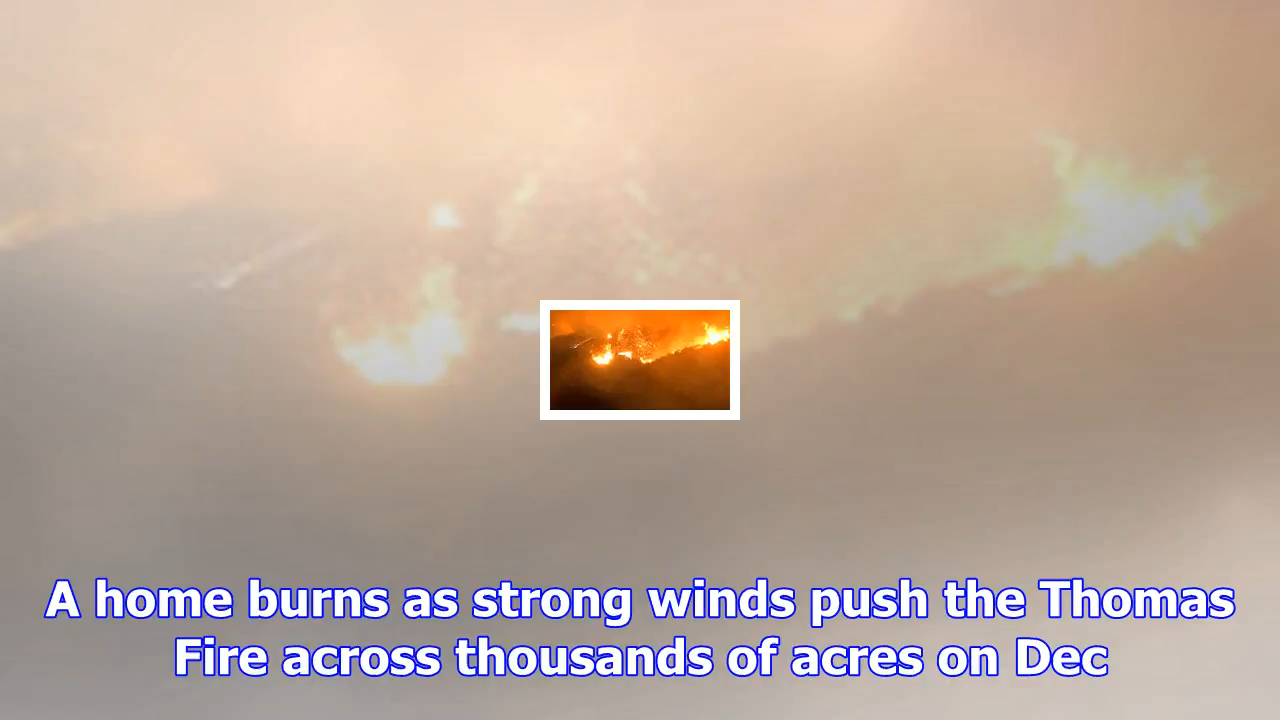 A home burns as strong winds push the Thomas
Fire across thousands of acres on Dec